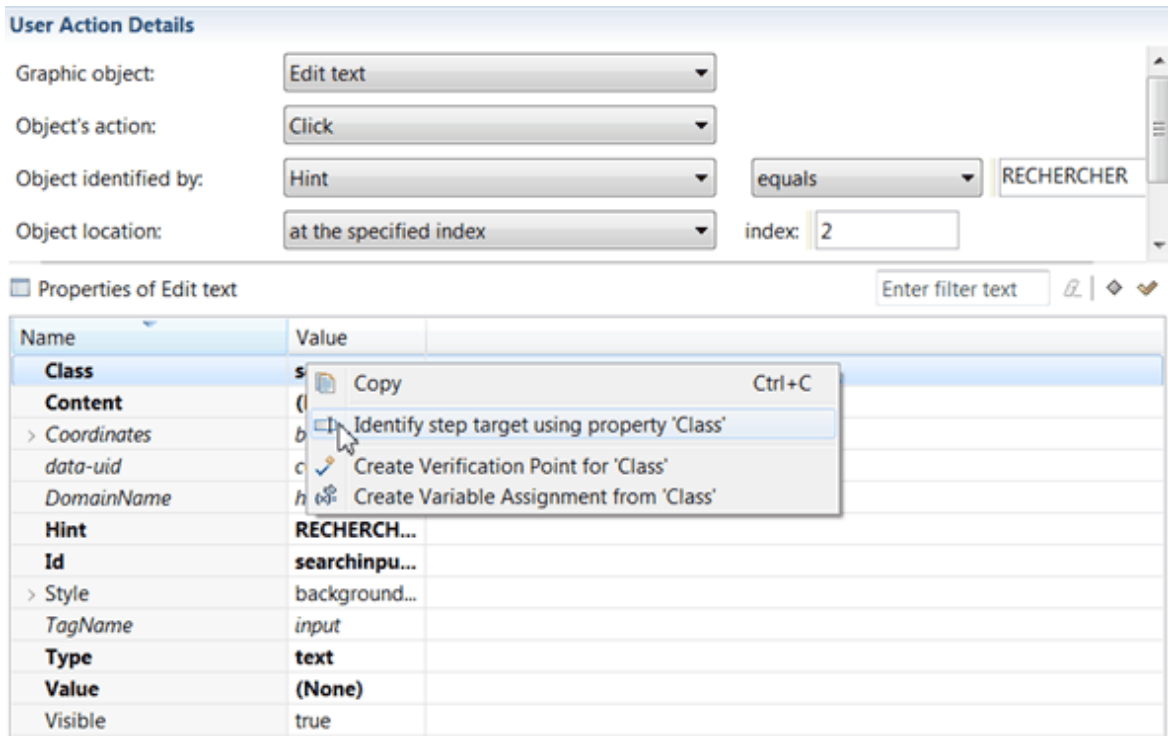 User Action Details
Graphic object: Edit text
Object's action: Click
Object identified by: Hint equals RECHERCHER
Object location: at the specified index index: 2
Properties of Edit text Enter filter text
Name Value
Class s
Copy Ctrl+C
Content (
Identify step target using property 'Class'
> Coordinates b
data-uid c
Create Verification Point for 'Class'
DomainName h
Create Variable Assignment from 'Class'
Hint RECHERCH...
Id searchinpu...
> Style background...
TagName input
Type text
Value (None)
Visible true